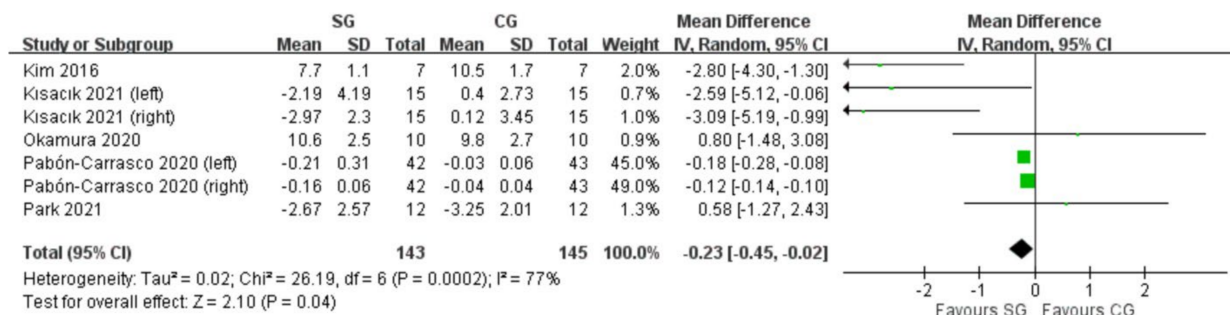 SG CG Mean Difference Mean Difference
Study or Subgroup Mean SD Total Mean SD Total Weight IV, Random, 95% CI IV, Random, 95% CI
Kim 2016 7.7 1.1 7 10.5 1.7 7 2.0% -2.80 [-4.30, -1.30]
Kısacık 2021 (left) -2.19 4.19 15 0.4 2.73 15 0.7% -2.59 [-5.12, -0.06]
Kısacık 2021 (right) -2.97 2.3 15 0.12 3.45 15 1.0% -3.09 [-5.19, -0.99]
Okamura 2020 10.6 2.5 10 9.8 2.7 10 0.9% 0.80 [-1.48, 3.08]
Pabón-Carrasco 2020 (left) -0.21 0.31 42 -0.03 0.06 43 45.0% -0.18 [-0.28, -0.08]
Pabón-Carrasco 2020 (right) -0.16 0.06 42 -0.04 0.04 43 49.0% -0.12 [-0.14, -0.10]
Park 2021 -2.67 2.57 12 -3.25 2.01 12 1.3% 0.58 [-1.27, 2.43]
Total (95% CI) 143 145 100.0% -0.23 [-0.45, -0.02]
Heterogeneity: Tau² = 0.02; Chi² = 26.19, df = 6 (P = 0.0002); I² = 77%
Test for overall effect: Z = 2.10 (P = 0.04)
-2 -1 0 1 2
Favours SG Favours CG